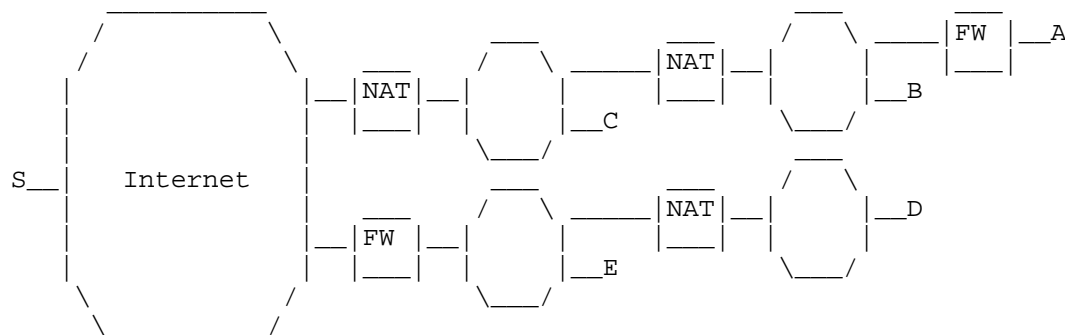 FW A
NAT NAT
B
C
S Internet
FW NAT D
E